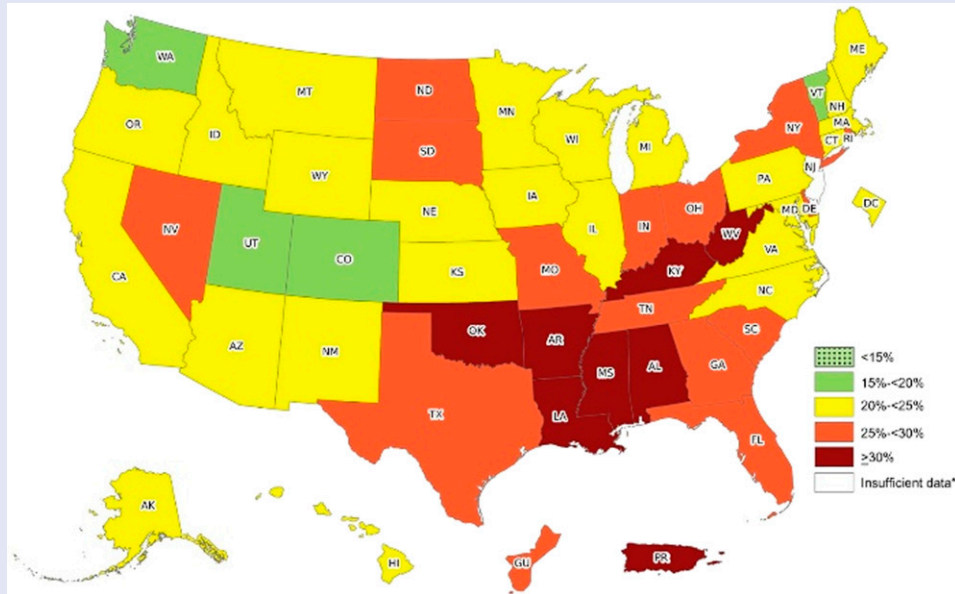 WA
MT
ND
MN
ME
VT
NH
OR
ID
WY
SD
WI
MI
NY
MA
CT
RI
NE
IA
PA
NJ
NV
UT
CO
KS
IL
IN
OH
MD
DE
DC
WV
VA
CA
MO
KY
NC
AZ
NM
OK
AR
TN
SC
MS
AL
GA
TX
LA
FL
AK
HI
GU
PR
<15%
15%-<20%
20%-<25%
25%-<30%
≥30%
Insufficient data*